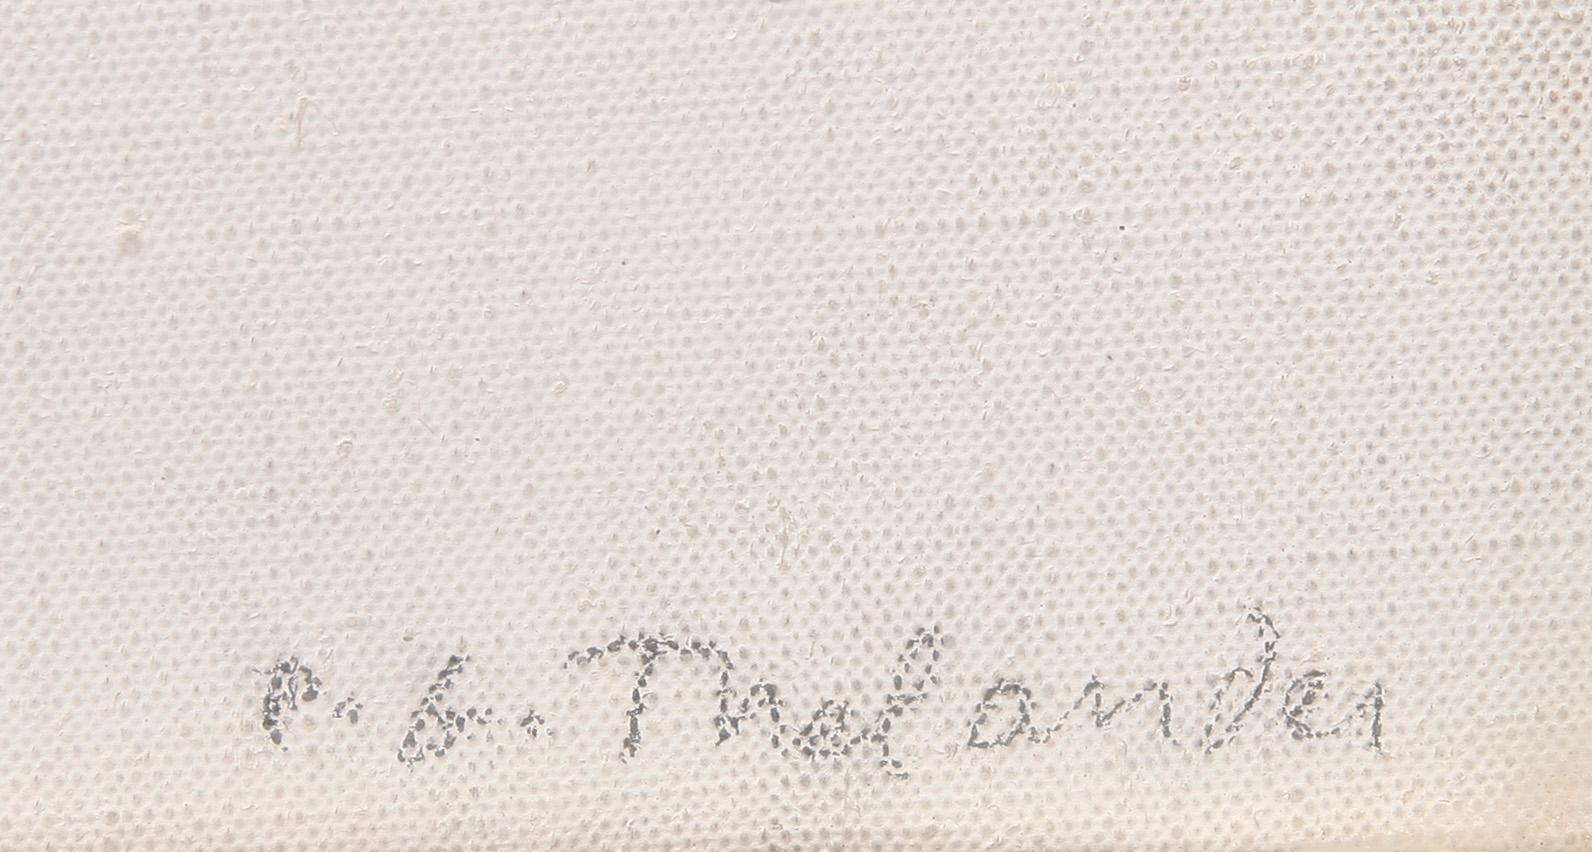 P. G. Thelander